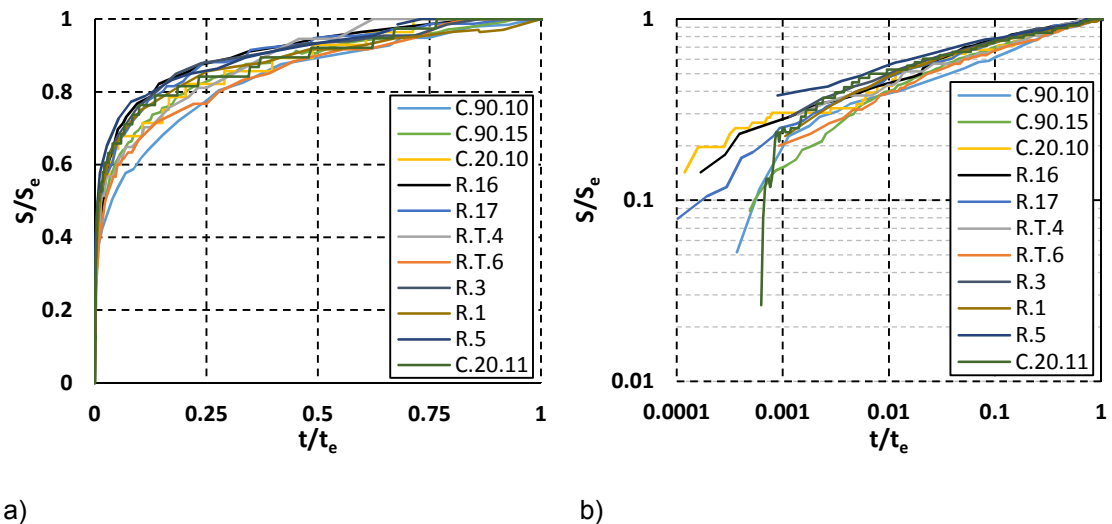 1
0.8
0.6
0.4
0.2
0
S/Sₑ
0
0.25
0.5
0.75
1
t/tₑ
C.90.10
C.90.15
C.20.10
R.16
R.17
R.T.4
R.T.6
R.3
R.1
R.5
C.20.11
a)
1
0.1
0.01
S/Sₑ
0.0001
0.001
0.01
0.1
1
t/tₑ
C.90.10
C.90.15
C.20.10
R.16
R.17
R.T.4
R.T.6
R.3
R.1
R.5
C.20.11
b)